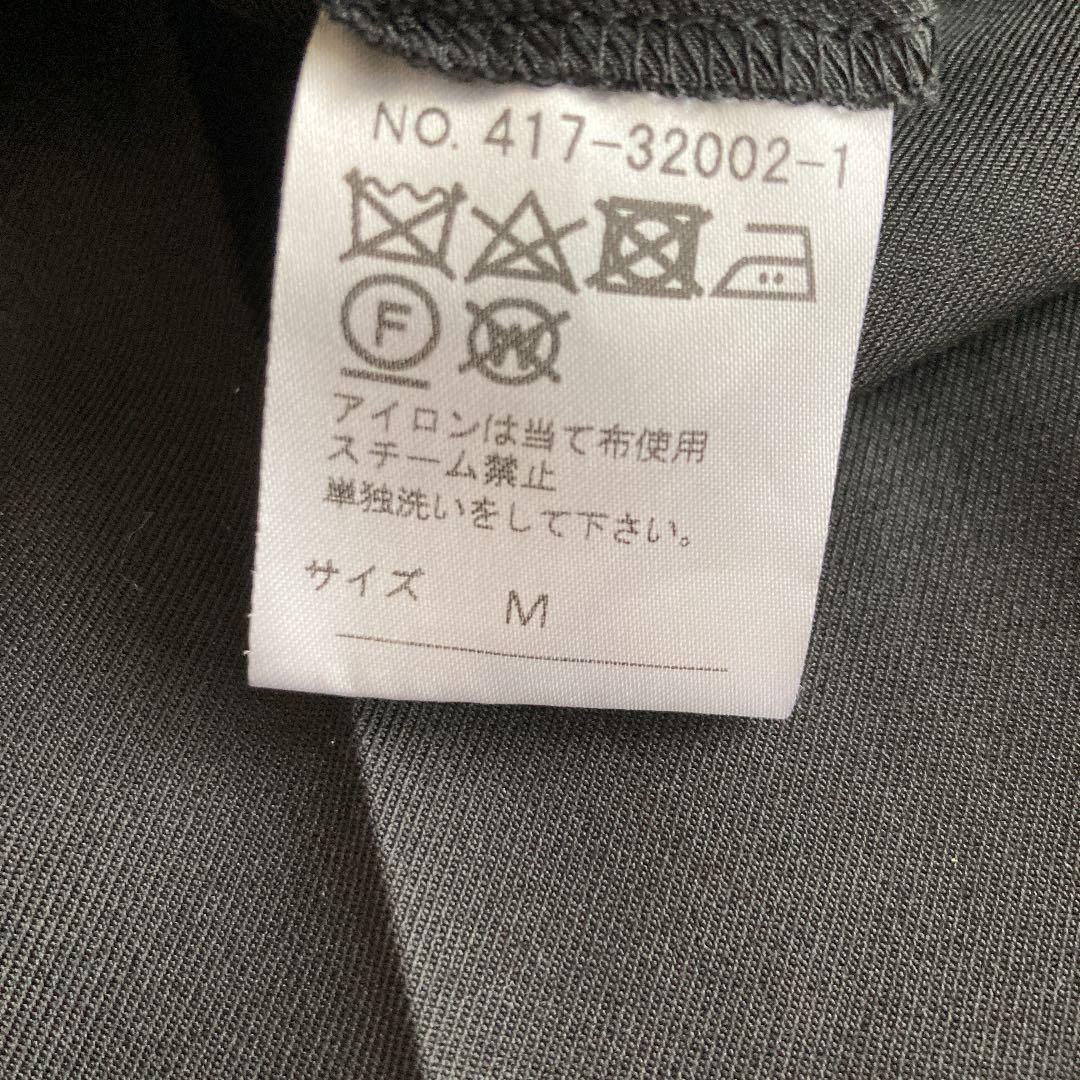 NO. 417-32002-1
F W
アイロンは当て布使用
スチーム禁止
単独洗いをして下さい。
サイズ M